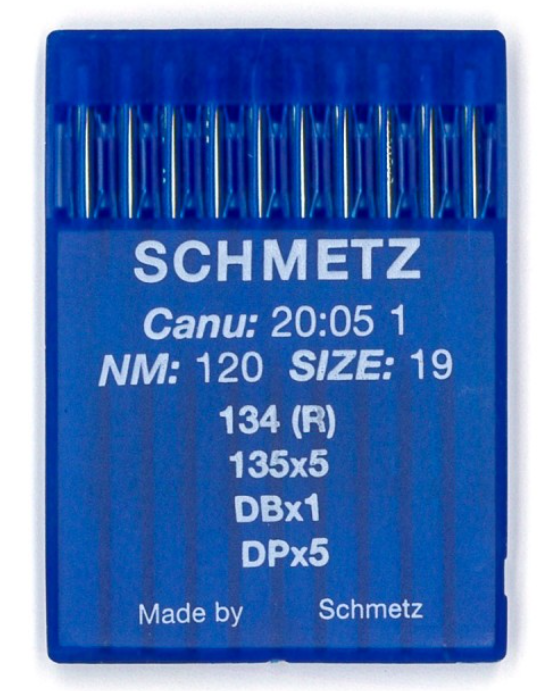 SCHMETZ
Canu: 20:05 1
NM: 120 SIZE: 19
134 (R)
135x5
DBx1
DPx5
Made by Schmetz